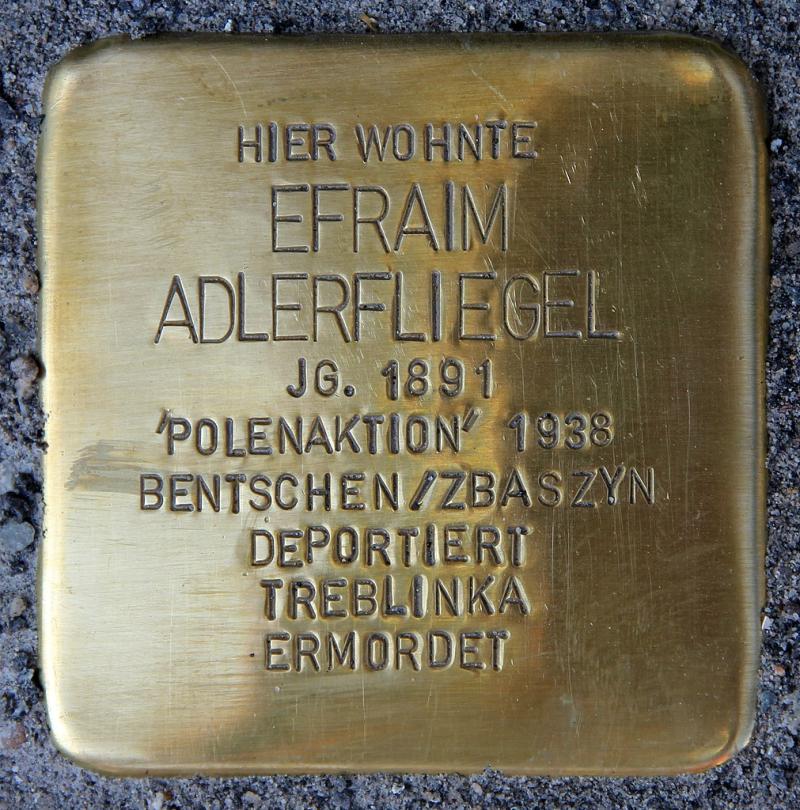 HIER WOHNTE
EFRAIM
ADLERFLIEGEL
JG. 1891
"POLENAKTION" 1938
BENTSCHEN/ZBASZYN
DEPORTIERT
TREBLINKA
ERMORDET